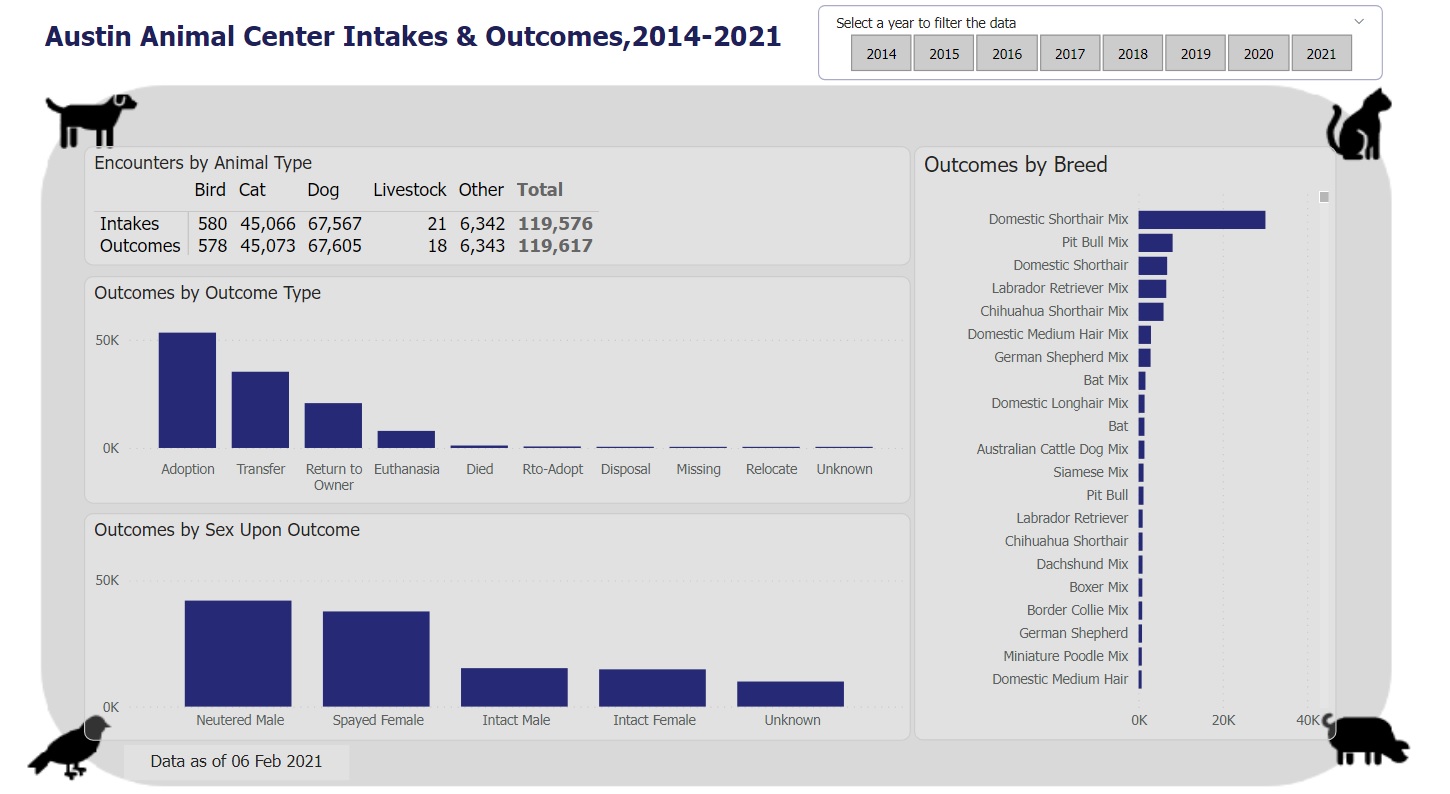 Austin Animal Center Intakes & Outcomes,2014-2021
Select a year to filter the data
2014 2015 2016 2017 2018 2019 2020 2021
Encounters by Animal Type
Bird Cat Dog Livestock Other Total
Intakes 580 45,066 67,567 21 6,342 119,576
Outcomes 578 45,073 67,605 18 6,343 119,617
Outcomes by Outcome Type
50K
0K
Adoption Transfer Return to Owner Euthanasia Died Rto-Adopt Disposal Missing Relocate Unknown
Outcomes by Sex Upon Outcome
50K
0K
Neutered Male Spayed Female Intact Male Intact Female Unknown
Outcomes by Breed
Domestic Shorthair Mix
Pit Bull Mix
Domestic Shorthair
Labrador Retriever Mix
Chihuahua Shorthair Mix
Domestic Medium Hair Mix
German Shepherd Mix
Bat Mix
Domestic Longhair Mix
Bat
Australian Cattle Dog Mix
Siamese Mix
Pit Bull
Labrador Retriever
Chihuahua Shorthair
Dachshund Mix
Boxer Mix
Border Collie Mix
German Shepherd
Miniature Poodle Mix
Domestic Medium Hair
0K 20K 40K
Data as of 06 Feb 2021